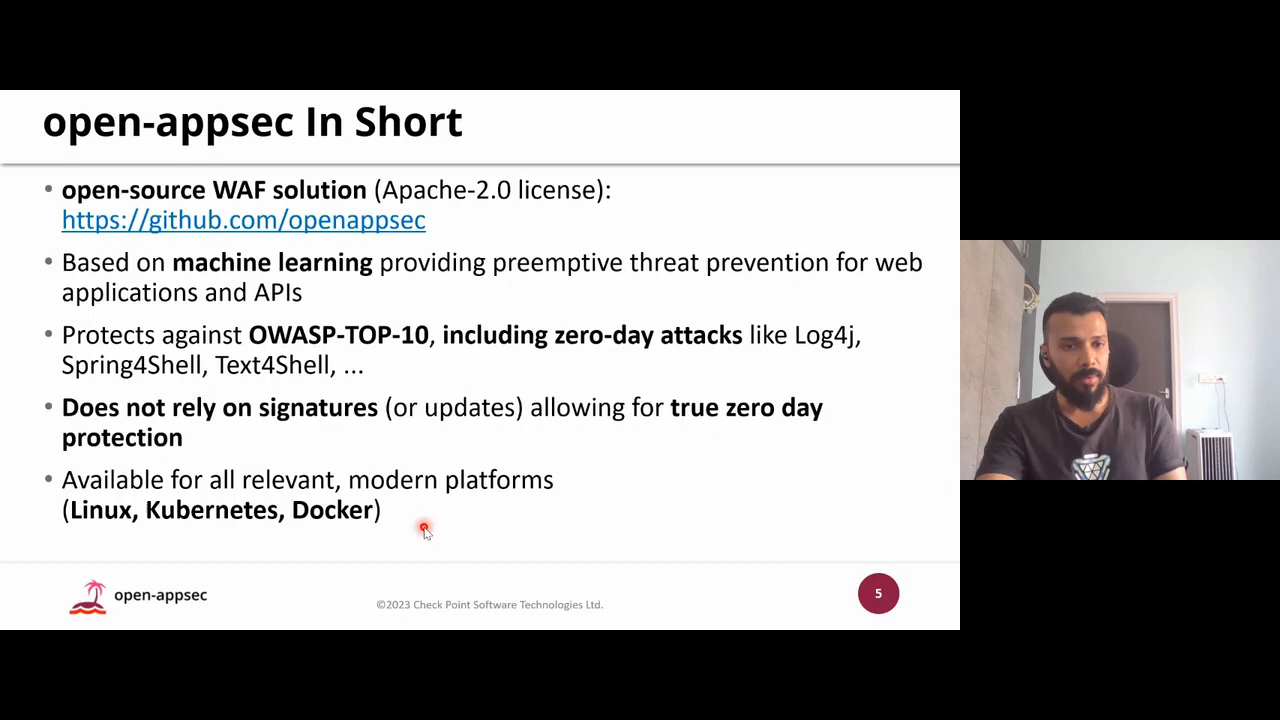 open-appsec In Short
• open-source WAF solution (Apache-2.0 license):
https://github.com/openappsec
• Based on machine learning providing preemptive threat prevention for web
applications and APIs
• Protects against OWASP-TOP-10, including zero-day attacks like Log4j,
Spring4Shell, Text4Shell, ...
• Does not rely on signatures (or updates) allowing for true zero day
protection
• Available for all relevant, modern platforms
(Linux, Kubernetes, Docker)
open-appsec
©2023 Check Point Software Technologies Ltd.
5